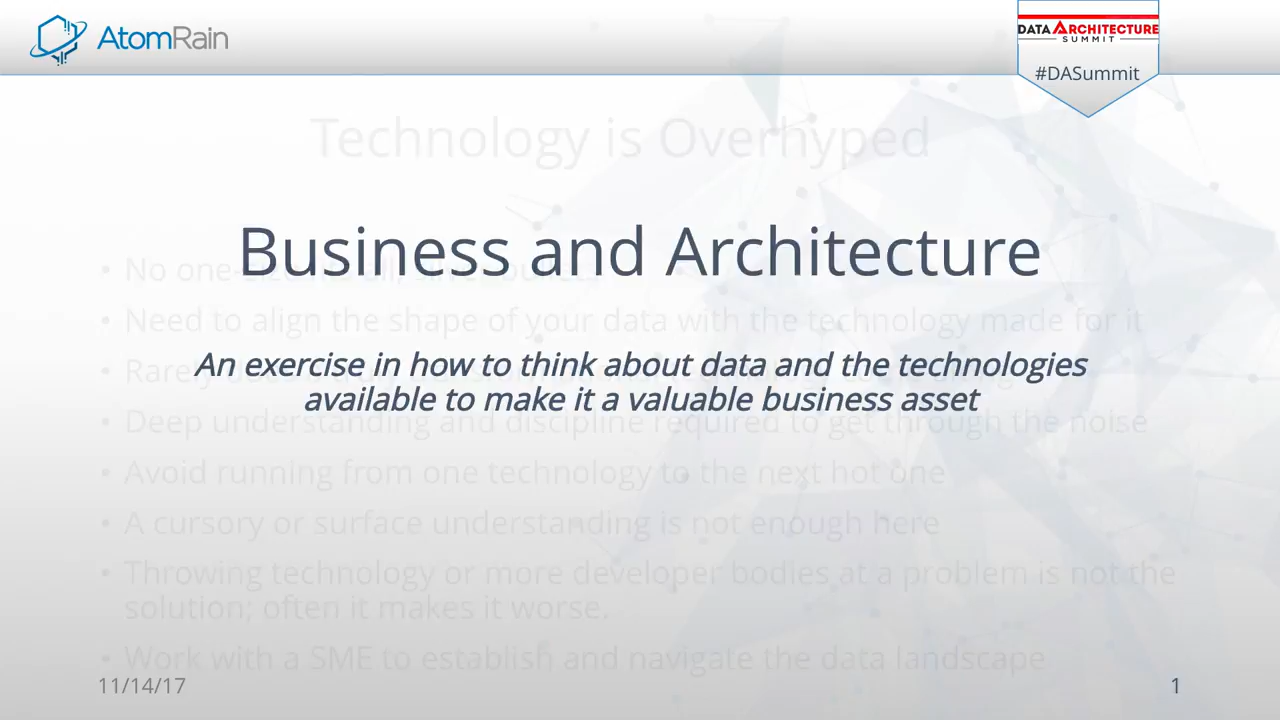 AtomRain
DATA ARCHITECTURE
SUMMIT
#DASummit
Technology is Overhyped
Business and Architecture
• No one
• Need to align the shape of your data with the technology made for it
An exercise in how to think about data and the technologies
• Rarely
available to make it a valuable business asset
• Deep understanding and discipline required to get through the noise
• Avoid running from one technology to the next hot one
• A cursory or surface understanding is not enough here
• Throwing technology or more developer bodies at a problem is not the
solution; often it makes it worse.
• Work with a SME to establish and navigate the data landscape
11/14/17
1